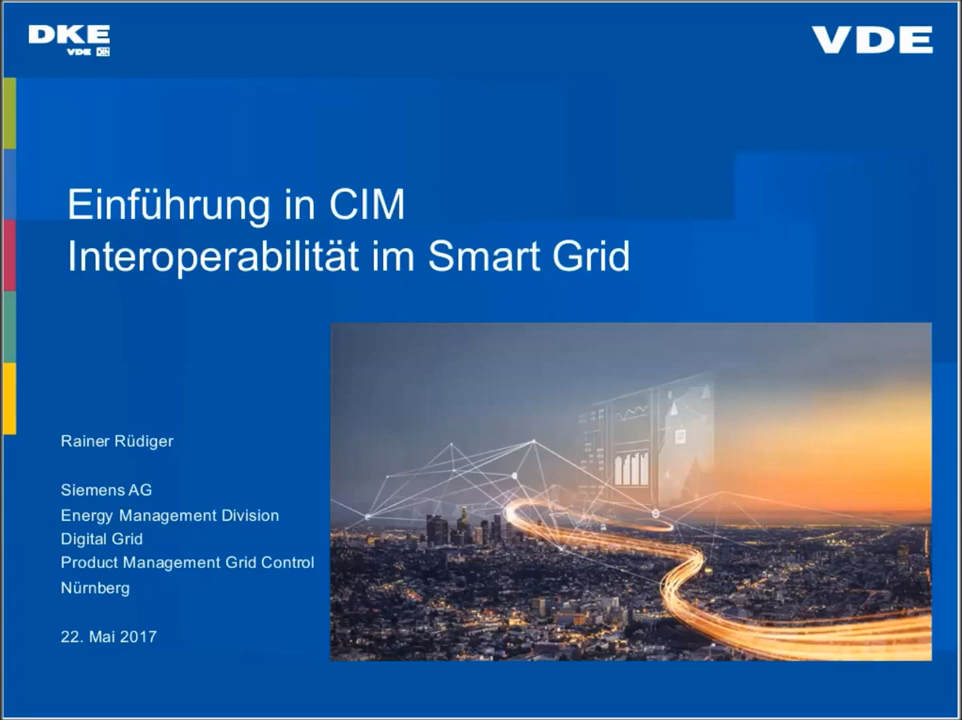 DKE
VDE DIN
VDE
Einführung in CIM
Interoperabilität im Smart Grid
Rainer Rüdiger
Siemens AG
Energy Management Division
Digital Grid
Product Management Grid Control
Nürnberg
22. Mai 2017